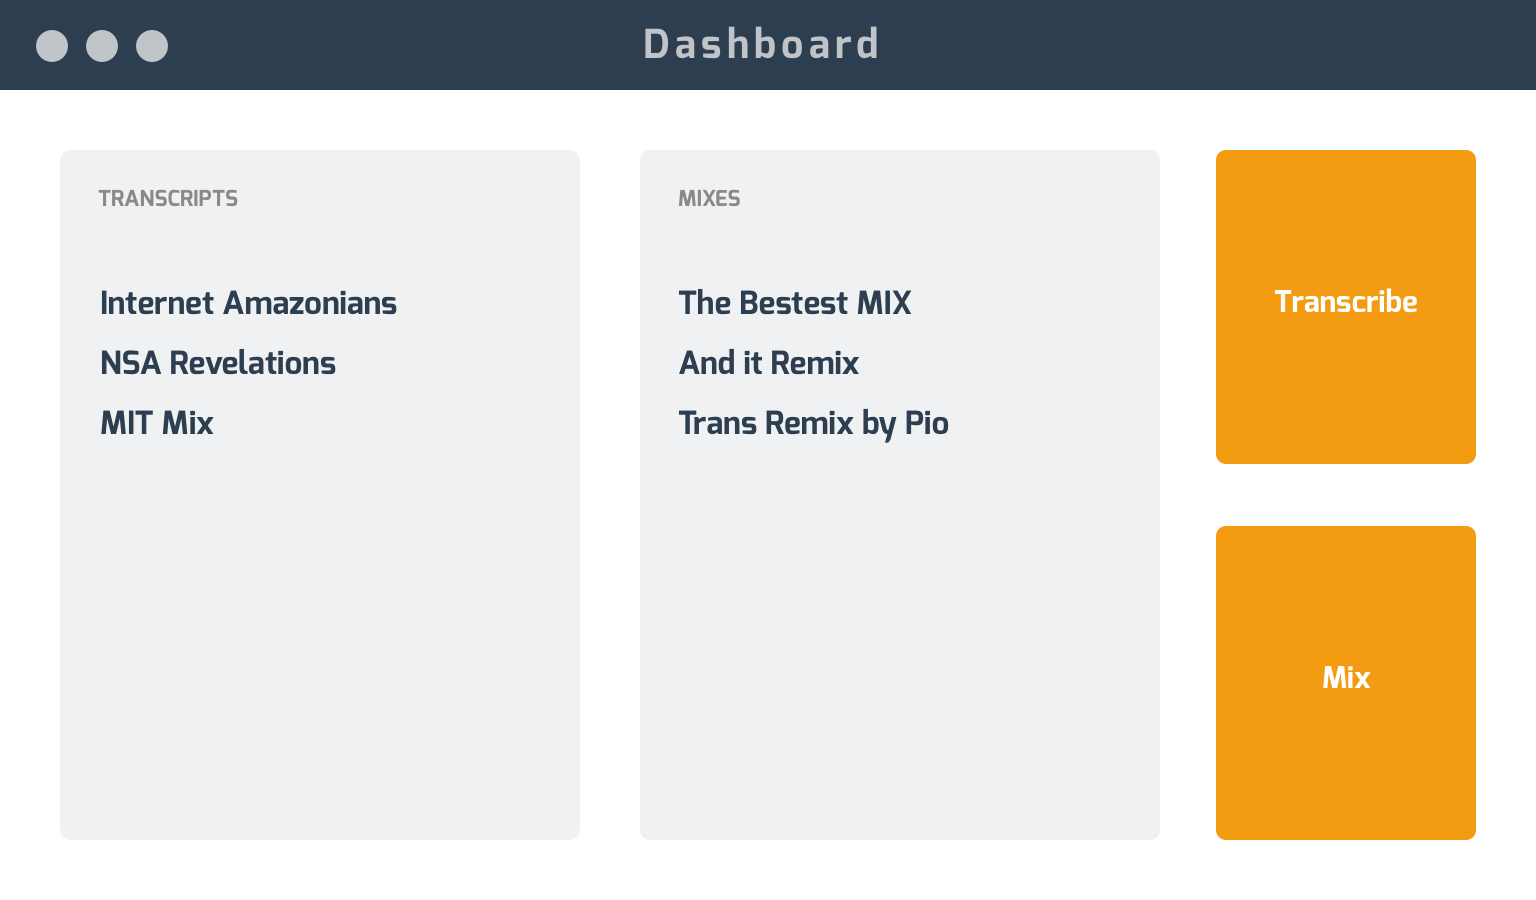 Dashboard
TRANSCRIPTS
Internet Amazonians
NSA Revelations
MIT Mix
MIXES
The Bestest MIX
And it Remix
Trans Remix by Pio
Transcribe
Mix